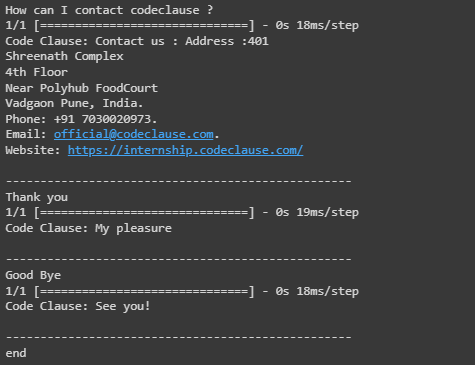 How can I contact codeclause ?
1/1 [==============================] - 0s 18ms/step
Code Clause: Contact us : Address :401
Shreenath Complex
4th Floor
Near Polyhub FoodCourt
Vadgaon Pune, India.
Phone: +91 7030020973.
Email: official@codeclause.com.
Website: https://internship.codeclause.com/
--------------------------------------------------
Thank you
1/1 [==============================] - 0s 19ms/step
Code Clause: My pleasure
--------------------------------------------------
Good Bye
1/1 [==============================] - 0s 18ms/step
Code Clause: See you!
--------------------------------------------------
end